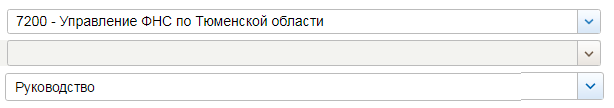 7200 - Управление ФНС по Тюменской области
Руководство